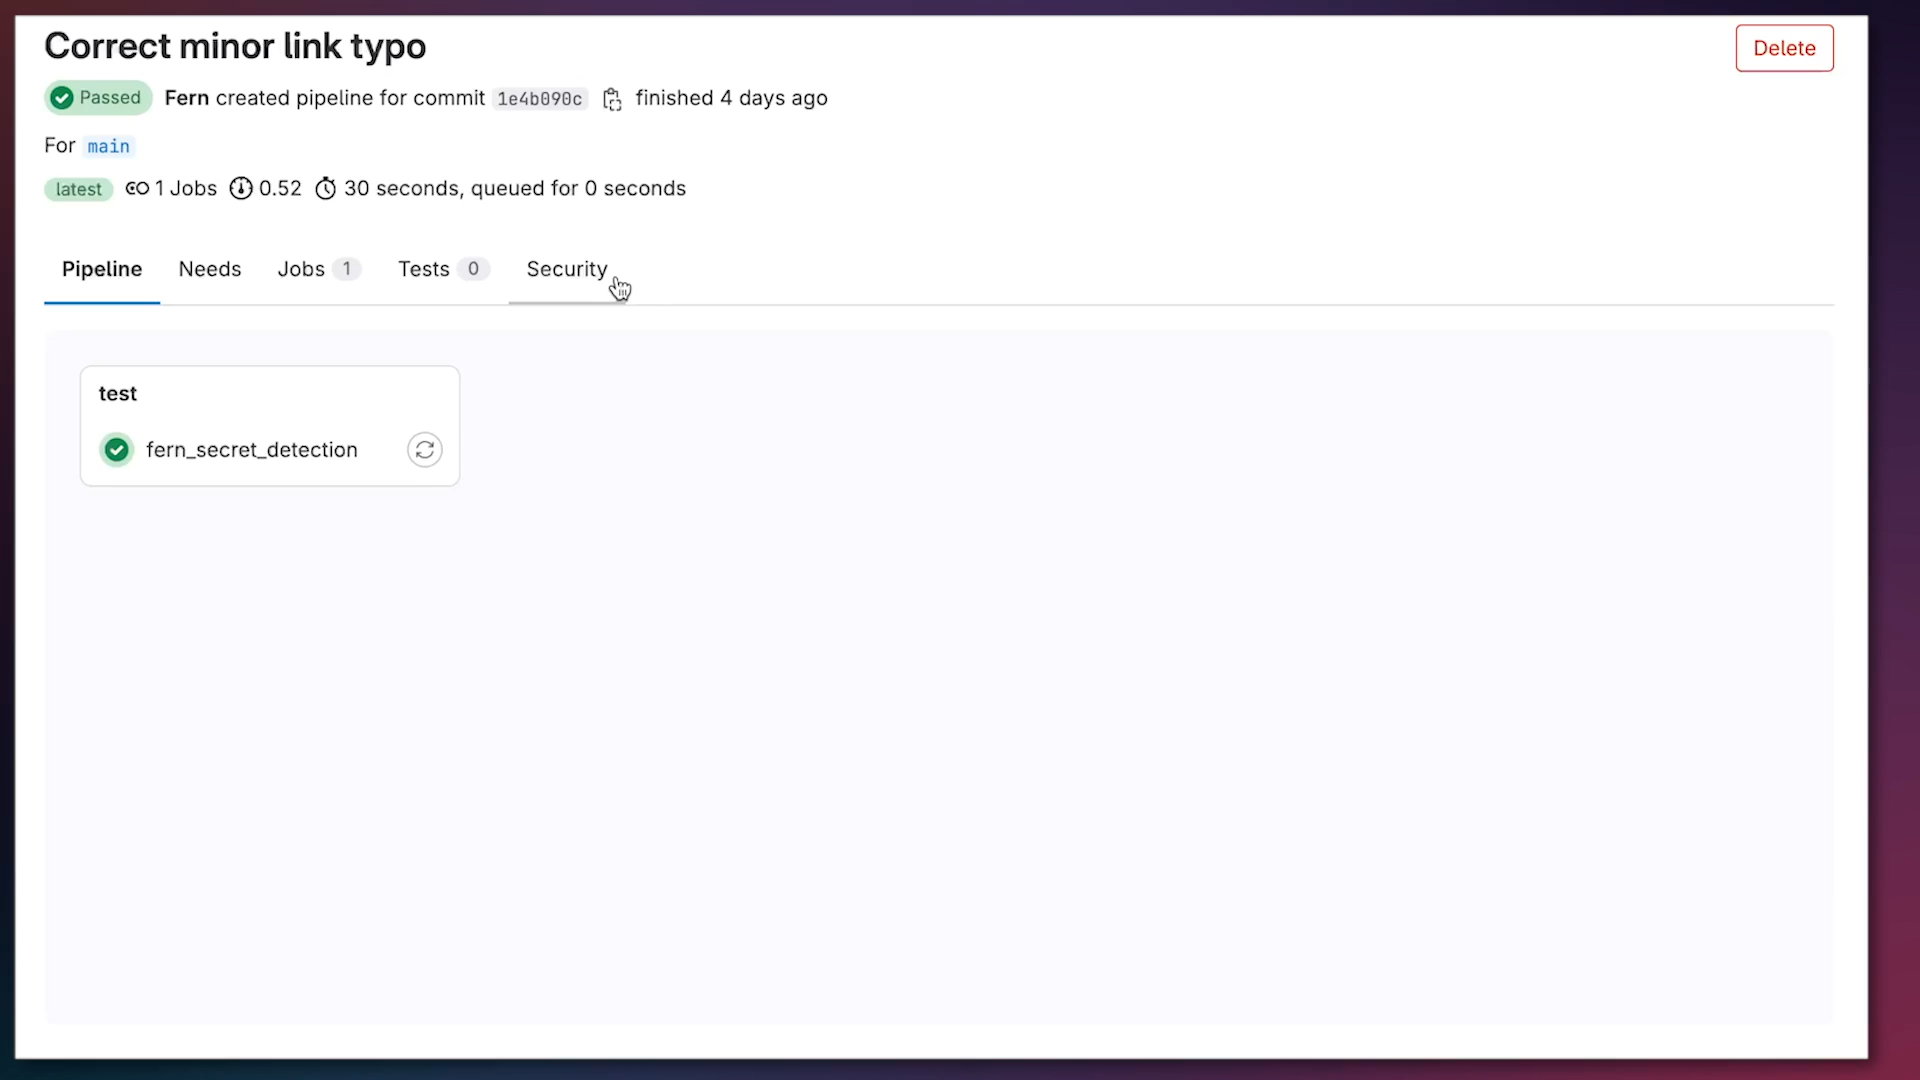 Correct minor link typo
Delete
Passed Fern created pipeline for commit 1e4b090c finished 4 days ago
For main
latest 1 Jobs 0.52 30 seconds, queued for 0 seconds
Pipeline Needs Jobs 1 Tests 0 Security
test
fern_secret_detection